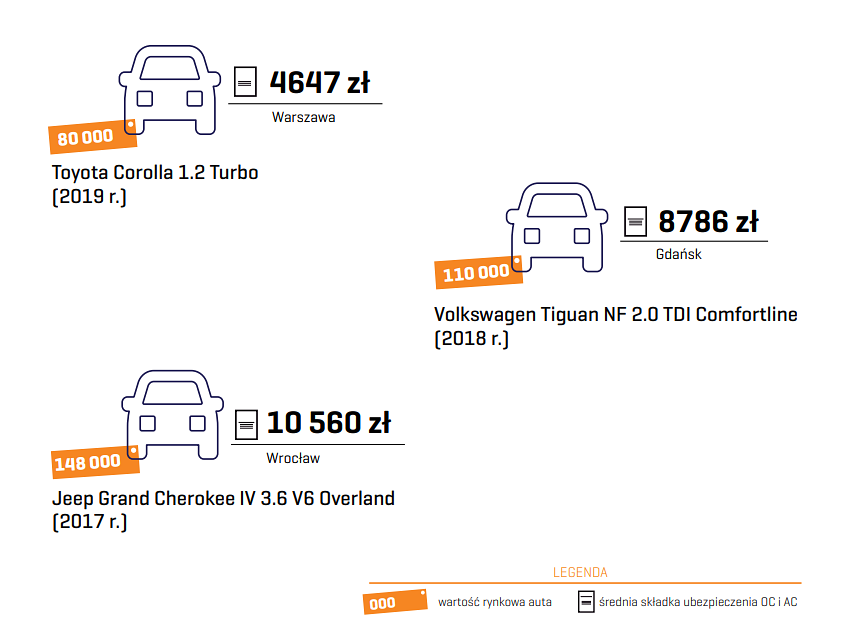 4647 zł
Warszawa
80 000
Toyota Corolla 1.2 Turbo
(2019 r.)
8786 zł
Gdańsk
110 000
Volkswagen Tiguan NF 2.0 TDI Comfortline
(2018 r.)
10 560 zł
Wrocław
148 000
Jeep Grand Cherokee IV 3.6 V6 Overland
(2017 r.)
LEGENDA
000 wartość rynkowa auta średnia składka ubezpieczenia OC i AC